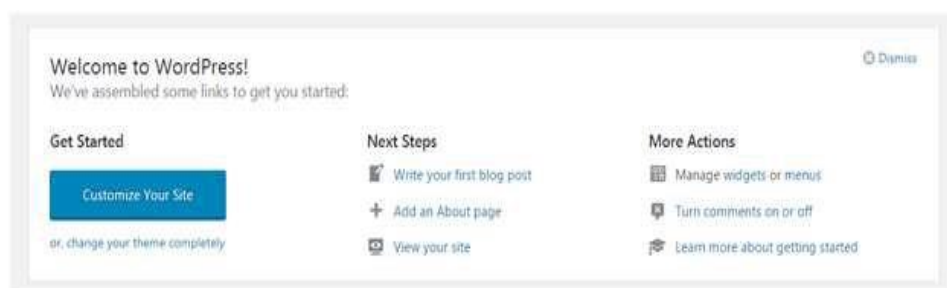 Welcome to WordPress!
Dismiss
We've assembled some links to get you started:
Get Started
Customize Your Site
or, change your theme completely
Next Steps
Write your first blog post
Add an About page
View your site
More Actions
Manage widgets or menus
Turn comments on or off
Learn more about getting started